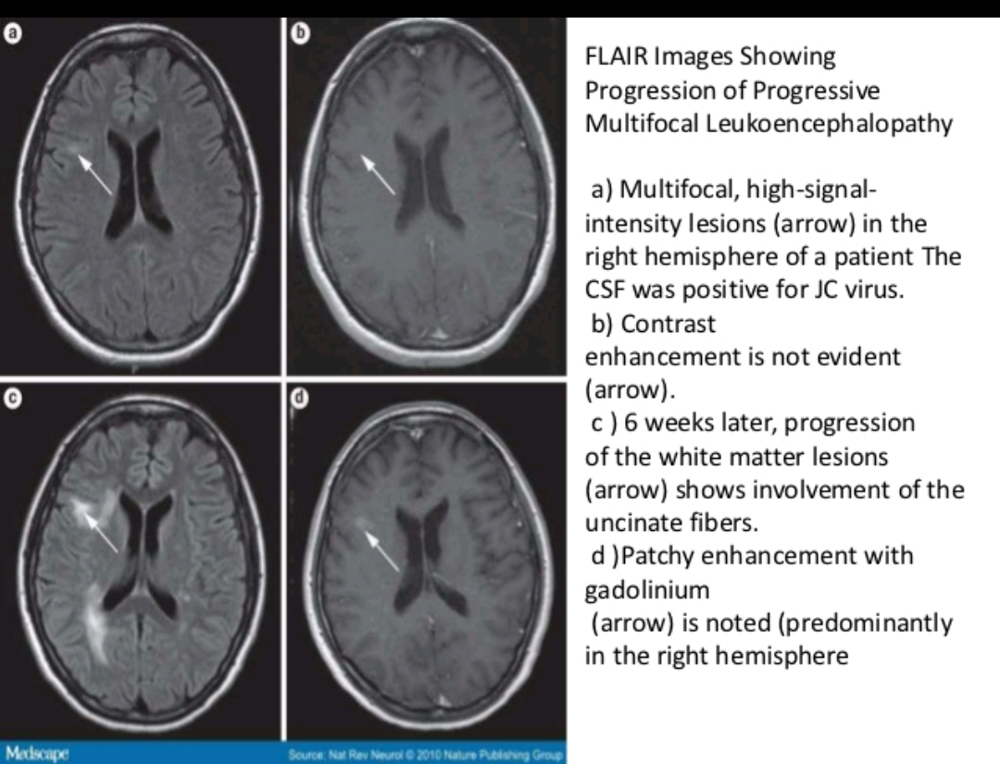 a
b
c
d
FLAIR Images Showing
Progression of Progressive
Multifocal Leukoencephalopathy
a) Multifocal, high-signal-
intensity lesions (arrow) in the
right hemisphere of a patient The
CSF was positive for JC virus.
b) Contrast
enhancement is not evident
(arrow).
c ) 6 weeks later, progression
of the white matter lesions
(arrow) shows involvement of the
uncinate fibers.
d )Patchy enhancement with
gadolinium
(arrow) is noted (predominantly
in the right hemisphere
Medscape
Source: Nat Rev Neurol © 2010 Nature Publishing Group